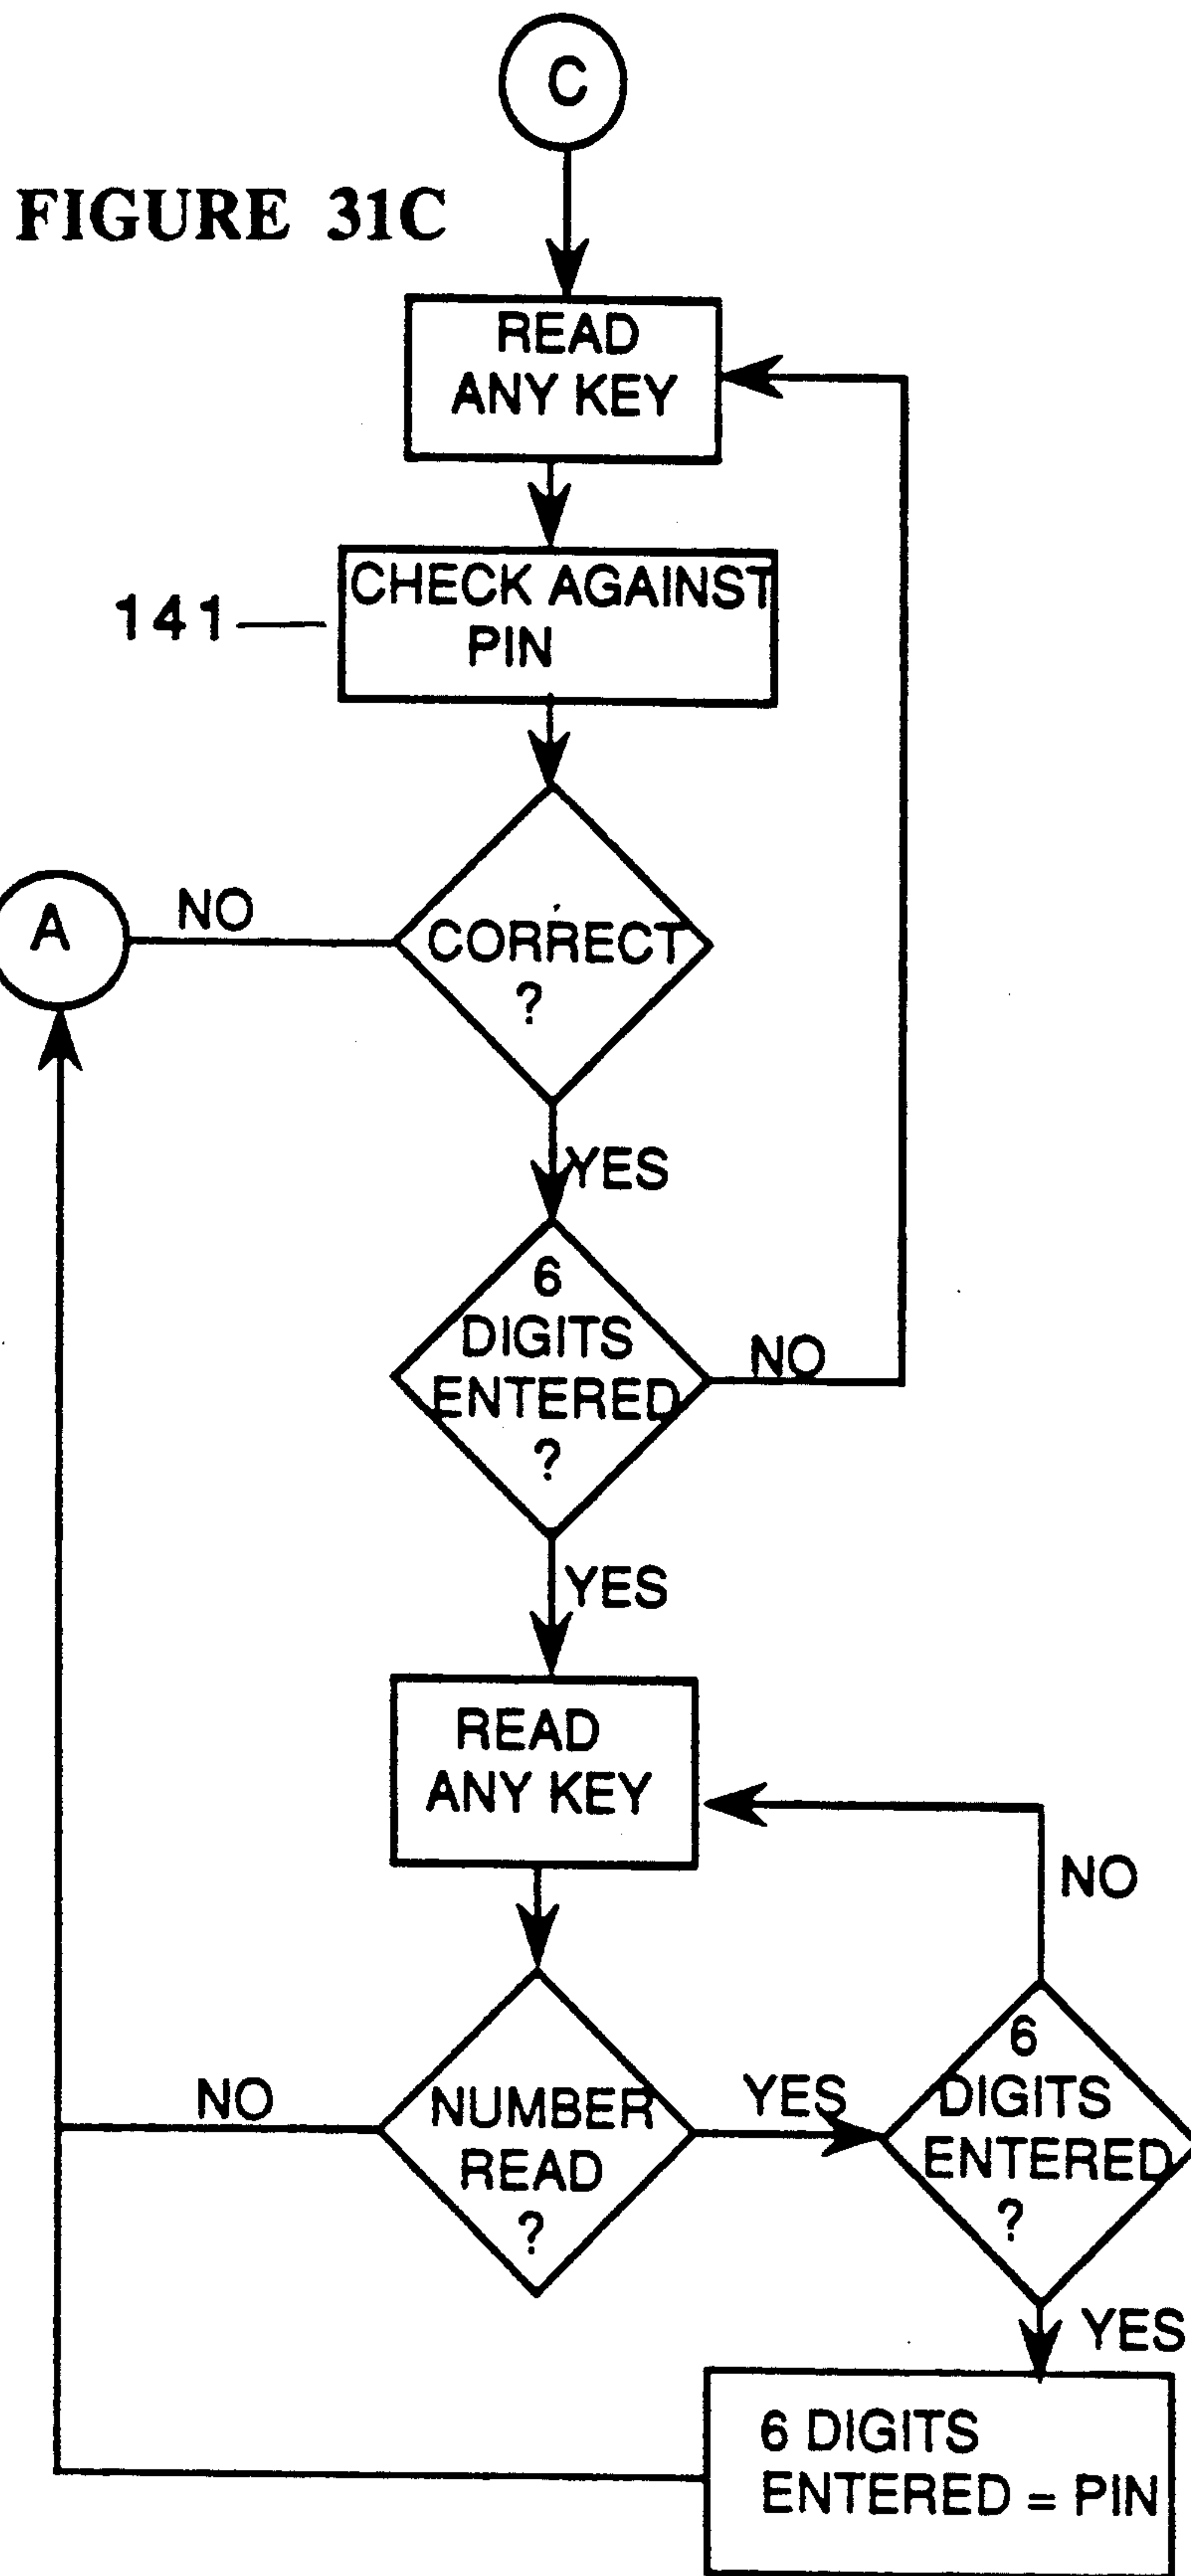 C
FIGURE 31C
READ
ANY KEY
141
CHECK AGAINST
PIN
A
NO
CORRECT
?
YES
6
DIGITS
ENTERED
?
NO
YES
READ
ANY KEY
NO
NO
NUMBER
READ
?
YES
6
DIGITS
ENTERED
?
YES
6 DIGITS
ENTERED = PIN